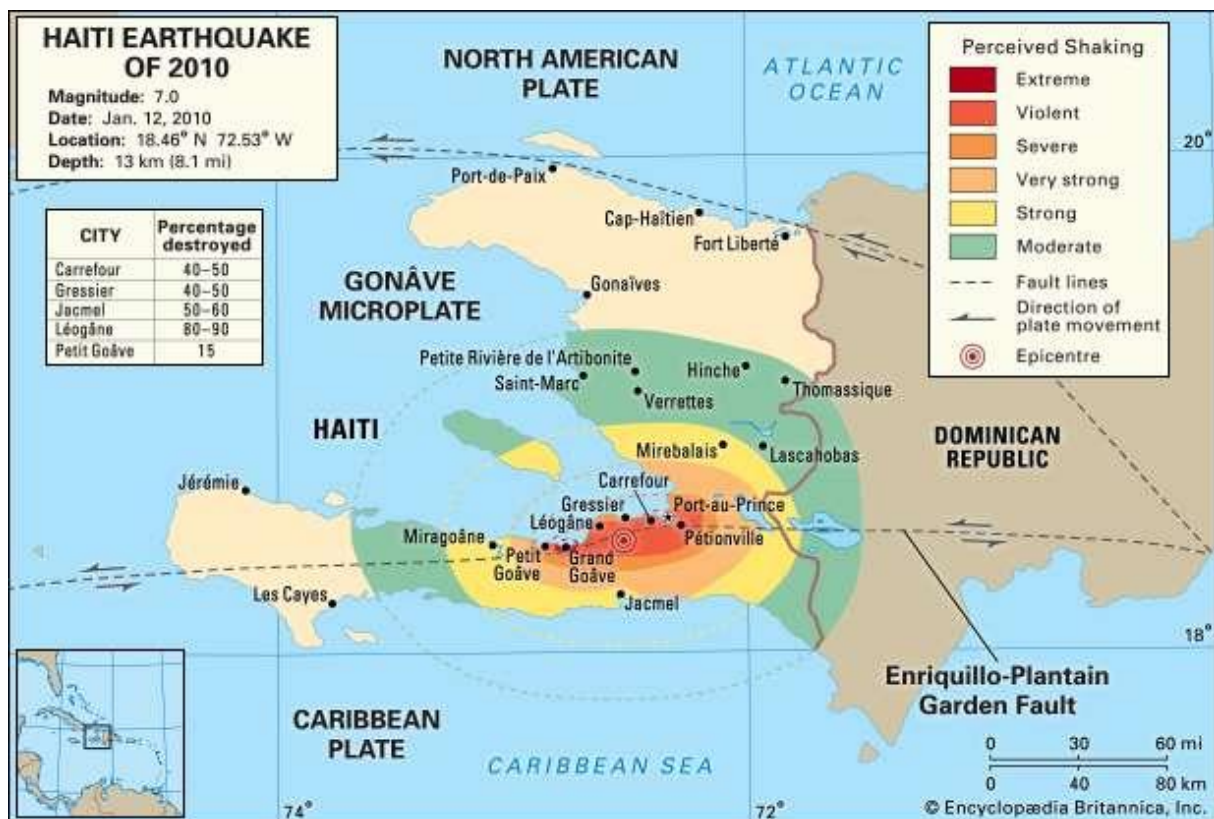 HAITI EARTHQUAKE
OF 2010
Magnitude: 7.0
Date: Jan. 12, 2010
Location: 18.46° N 72.53° W
Depth: 13 km (8.1 mi)
CITY Percentage destroyed
Carrefour 40–50
Gressier 40–50
Jacmel 50–60
Léogâne 80–90
Petit Goâve 15
NORTH AMERICAN
PLATE
ATLANTIC
OCEAN
Perceived Shaking
Extreme
Violent
Severe
Very strong
Strong
Moderate
Fault lines
Direction of
plate movement
Epicentre
20°
Port-de-Paix
Cap-Haïtien
Fort Liberté
GONÂVE
MICROPLATE
Gonaïves
Petite Rivière de l'Artibonite
Saint-Marc
Verrettes
Hinche
Thomassique
HAITI
Mirebalais
Lascahobas
DOMINICAN
REPUBLIC
Jérémie
Carrefour
Gressier
Port-au-Prince
Léogâne
Pétionville
Miragoâne
Petit
Goâve
Grand
Goâve
Les Cayes
Jacmel
18°
Enriquillo-Plantain
Garden Fault
CARIBBEAN
PLATE
CARIBBEAN SEA
0 30 60 mi
0 40 80 km
74°
72°
© Encyclopædia Britannica, Inc.